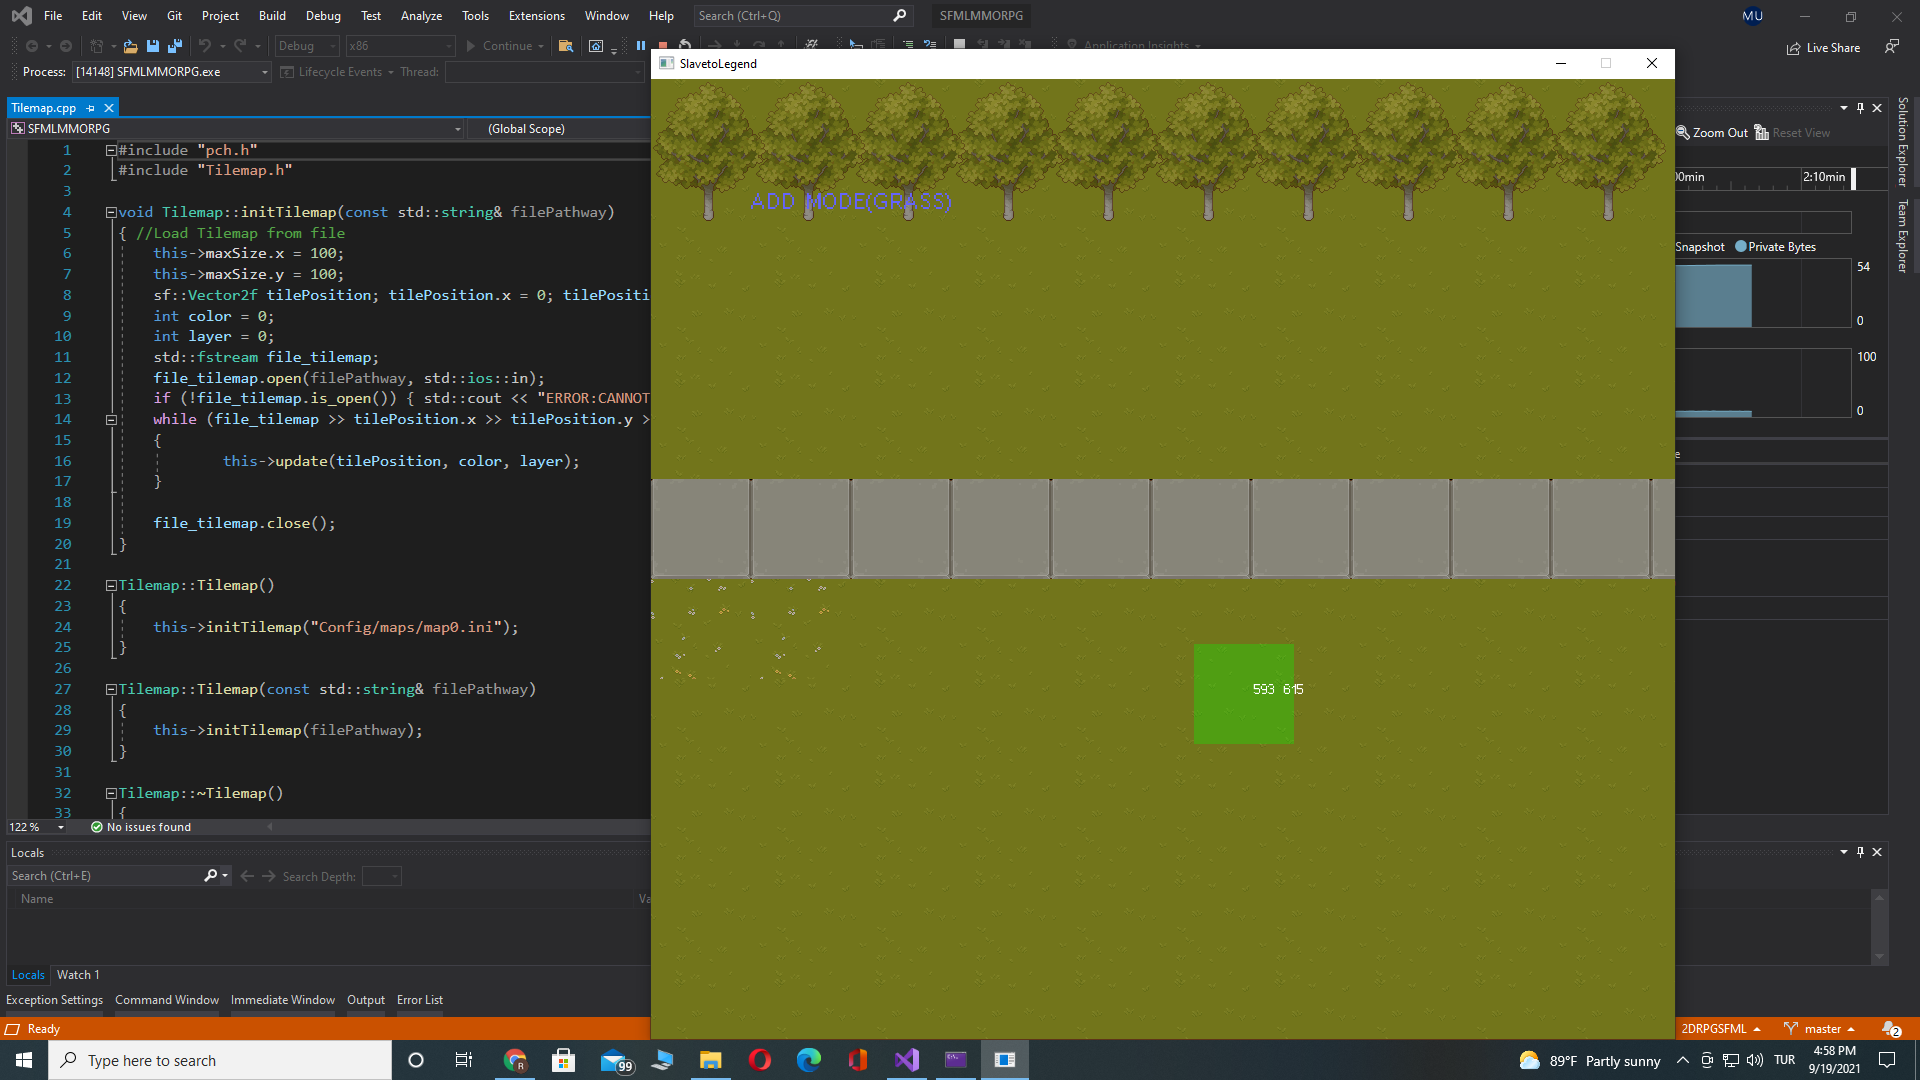 File Edit View Git Project Build Debug Test Analyze Tools Extensions Window Help Search (Ctrl+Q) SFMLMMORPG MU
Debug x86 Continue Application Insights
Live Share
Process: [14148] SFMLMMORPG.exe Lifecycle Events Thread:
SlavetoLegend
Tilemap.cpp
SFMLMMORPG (Global Scope)
1 #include "pch.h"
2 #include "Tilemap.h"
3
4 void Tilemap::initTilemap(const std::string& filePathway)
5 { //Load Tilemap from file
6 this->maxSize.x = 100;
7 this->maxSize.y = 100;
8 sf::Vector2f tilePosition; tilePosition.x = 0; tilePositi
9 int color = 0;
10 int layer = 0;
11 std::fstream file_tilemap;
12 file_tilemap.open(filePathway, std::ios::in);
13 if (!file_tilemap.is_open()) { std::cout << "ERROR:CANNOT
14 while (file_tilemap >> tilePosition.x >> tilePosition.y >
15 {
16 this->update(tilePosition, color, layer);
17 }
18
19 file_tilemap.close();
20 }
21
22 Tilemap::Tilemap()
23 {
24 this->initTilemap("Config/maps/map0.ini");
25 }
26
27 Tilemap::Tilemap(const std::string& filePathway)
28 {
29 this->initTilemap(filePathway);
30 }
31
32 Tilemap::~Tilemap()
33 {
122 % No issues found
Locals
Search (Ctrl+E) Search Depth:
Name Va
Locals Watch 1
Exception Settings Command Window Immediate Window Output Error List
Ready
ADD MODE(GRASS)
593 615
Zoom Out Reset View
00min 2:10min
Snapshot Private Bytes
54
0
100
0
e
Solution Explorer
Team Explorer
2DRPGSFML master 2
Type here to search
R
99
89°F Partly sunny TUR
4:58 PM
9/19/2021